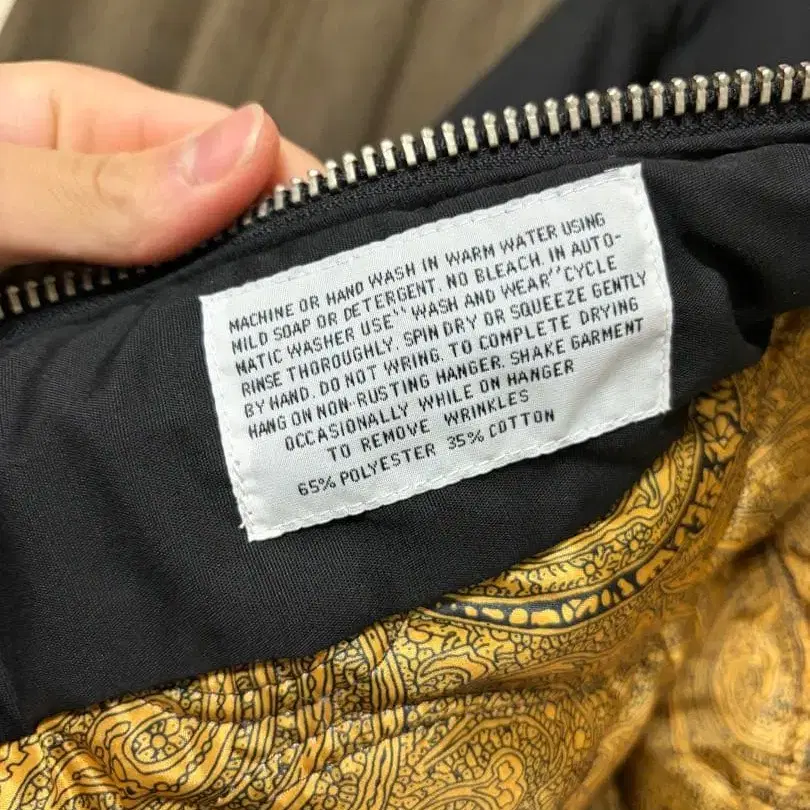 MACHINE OR HAND WASH IN WARM WATER USING
MILD SOAP OR DETERGENT. NO BLEACH. IN AUTO-
MATIC WASHER USE" WASH AND WEAR" CYCLE
RINSE THOROUGHLY. SPIN DRY OR SQUEEZE GENTLY
BY HAND. DO NOT WRING. TO COMPLETE DRYING
HANG ON NON-RUSTING HANGER. SHAKE GARMENT
OCCASIONALLY WHILE ON HANGER
TO REMOVE WRINKLES
65% POLYESTER 35% COTTON